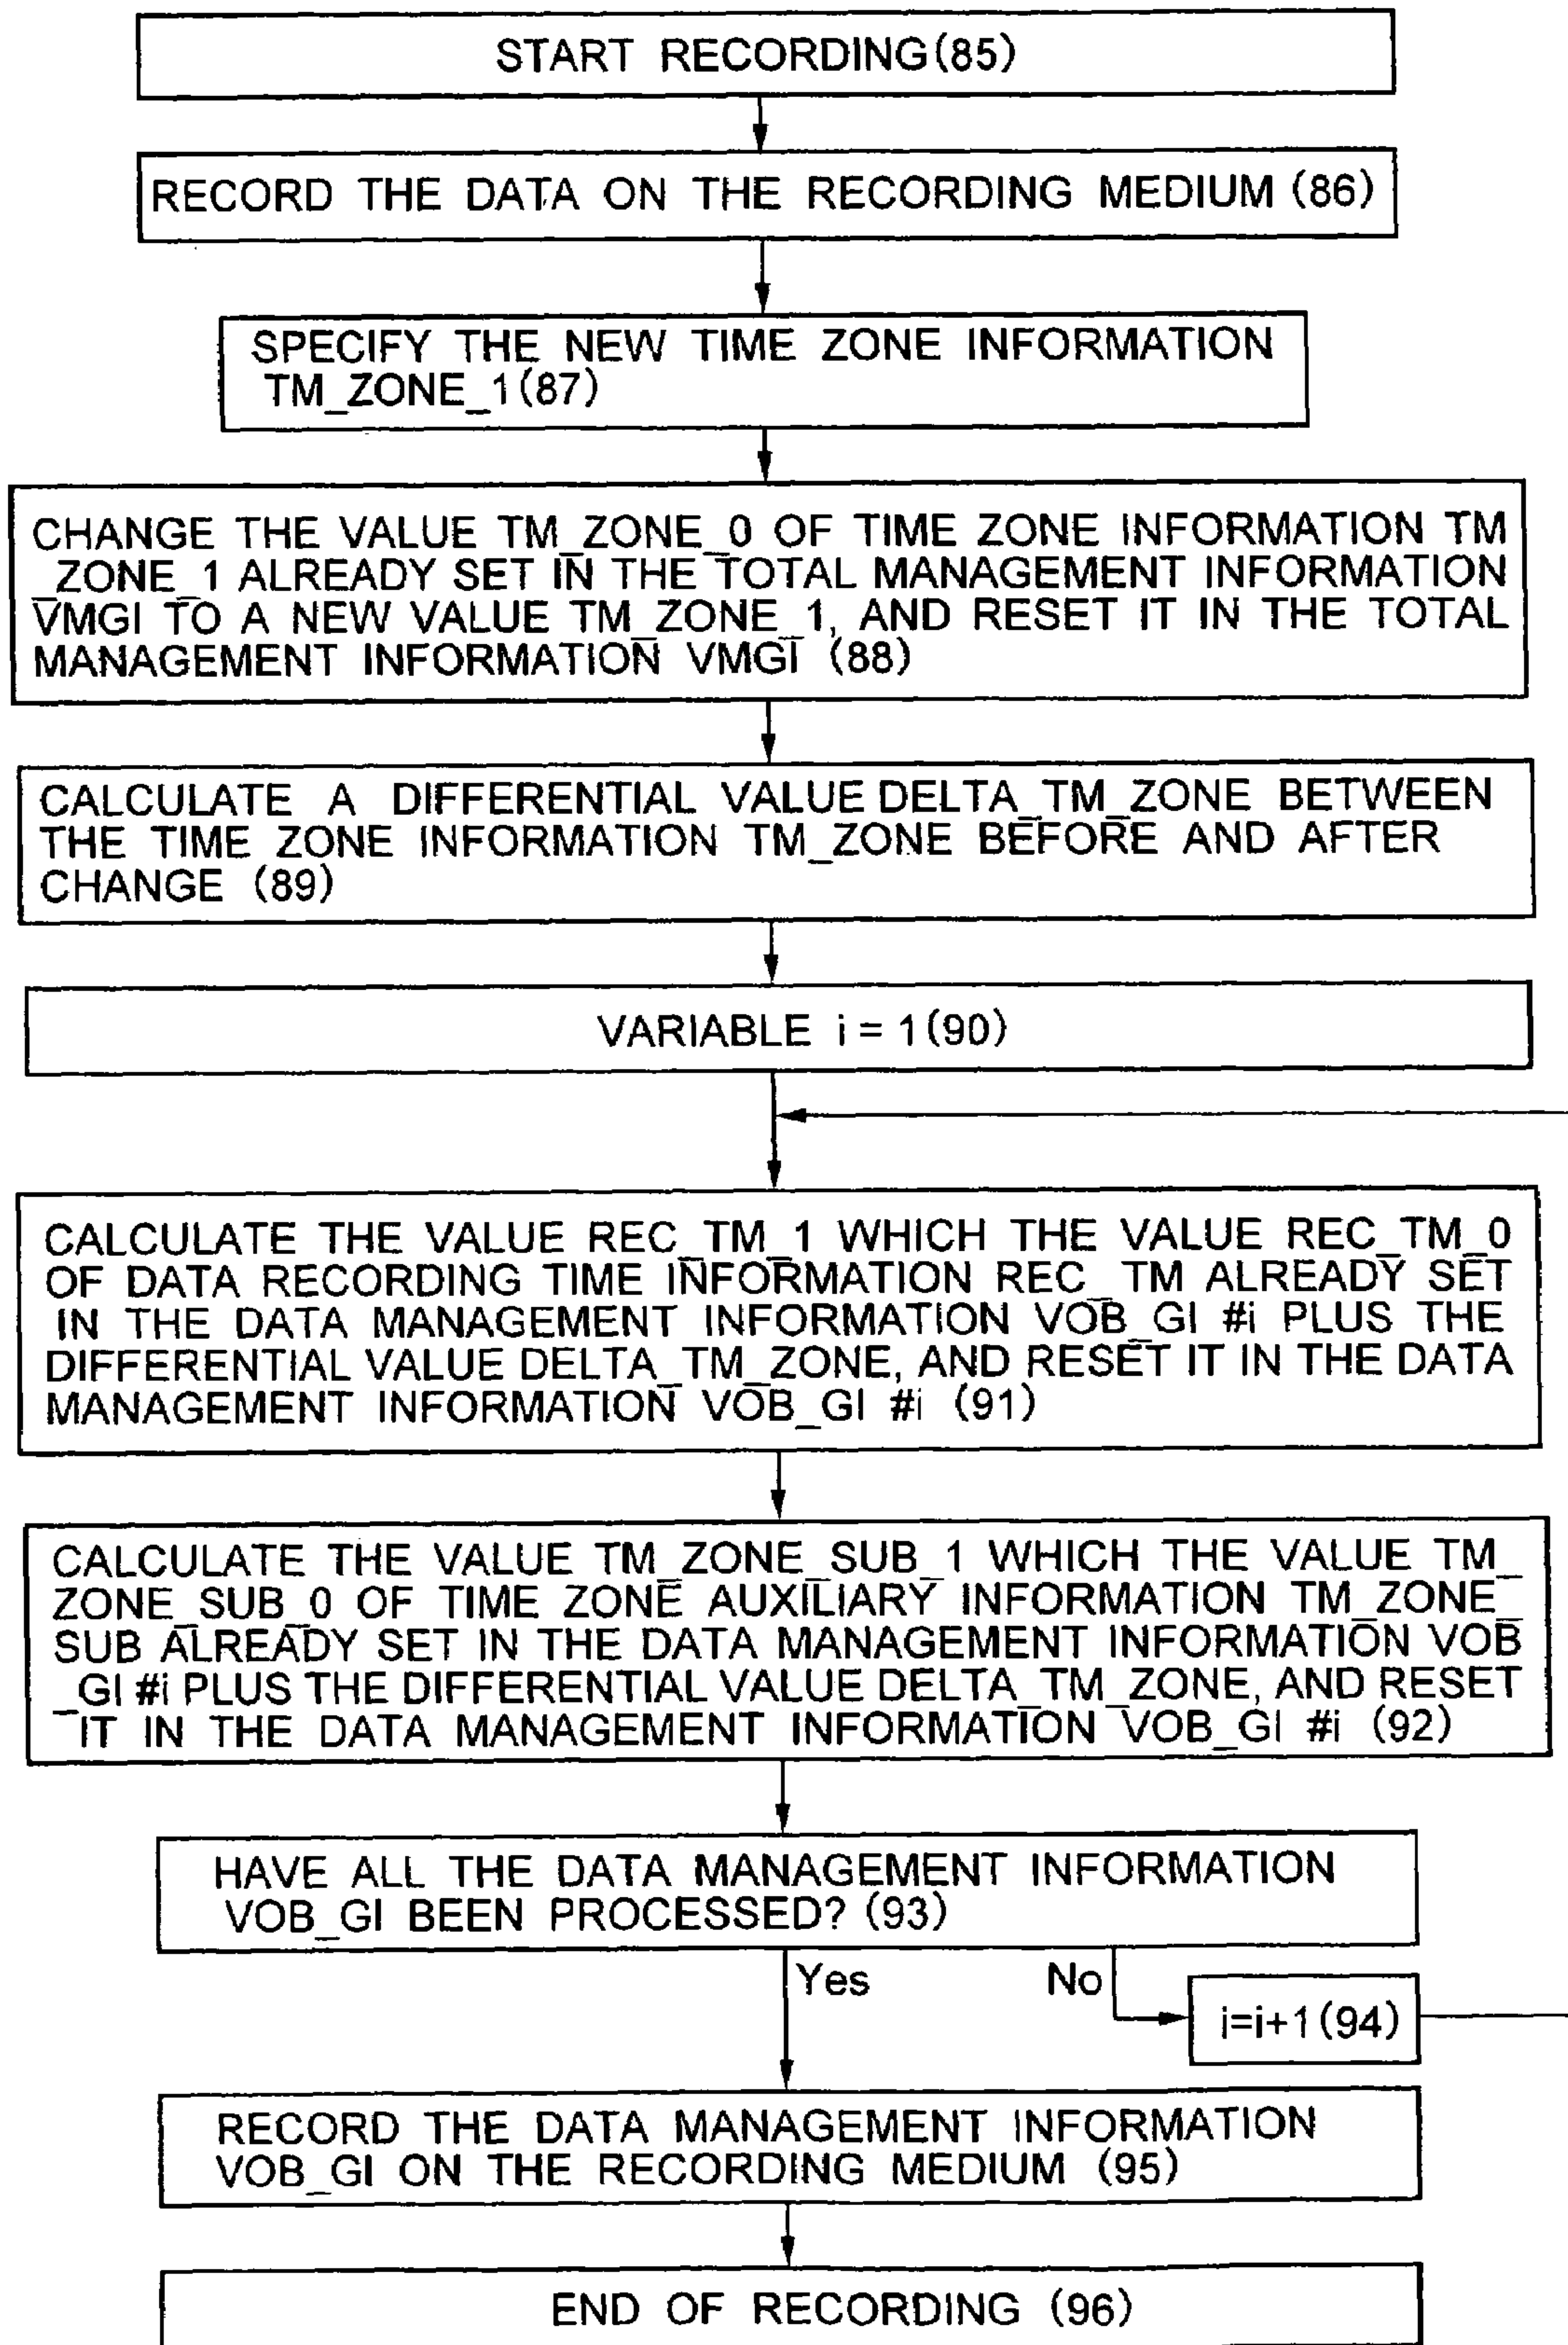 START RECORDING(85)
RECORD THE DATA ON THE RECORDING MEDIUM (86)
SPECIFY THE NEW TIME ZONE INFORMATION
TM_ZONE_1(87)
CHANGE THE VALUE TM_ZONE_0 OF TIME ZONE INFORMATION TM
_ZONE_1 ALREADY SET IN THE TOTAL MANAGEMENT INFORMATION
VMGI TO A NEW VALUE TM_ZONE_1, AND RESET IT IN THE TOTAL
MANAGEMENT INFORMATION VMGI (88)
CALCULATE A DIFFERENTIAL VALUE DELTA_TM_ZONE BETWEEN
THE TIME ZONE INFORMATION TM_ZONE BEFORE AND AFTER
CHANGE (89)
VARIABLE i = 1(90)
CALCULATE THE VALUE REC_TM_1 WHICH THE VALUE REC_TM_0
OF DATA RECORDING TIME INFORMATION REC_TM ALREADY SET
IN THE DATA MANAGEMENT INFORMATION VOB_GI #i PLUS THE
DIFFERENTIAL VALUE DELTA_TM_ZONE, AND RESET IT IN THE DATA
MANAGEMENT INFORMATION VOB_GI #i (91)
CALCULATE THE VALUE TM_ZONE_SUB_1 WHICH THE VALUE TM_
ZONE_SUB_0 OF TIME ZONE AUXILIARY INFORMATION TM_ZONE_
SUB ALREADY SET IN THE DATA MANAGEMENT INFORMATION VOB
_GI #i PLUS THE DIFFERENTIAL VALUE DELTA_TM_ZONE, AND RESET
IT IN THE DATA MANAGEMENT INFORMATION VOB_GI #i (92)
HAVE ALL THE DATA MANAGEMENT INFORMATION
VOB_GI BEEN PROCESSED? (93)
Yes No
i=i+1(94)
RECORD THE DATA MANAGEMENT INFORMATION
VOB_GI ON THE RECORDING MEDIUM (95)
END OF RECORDING (96)